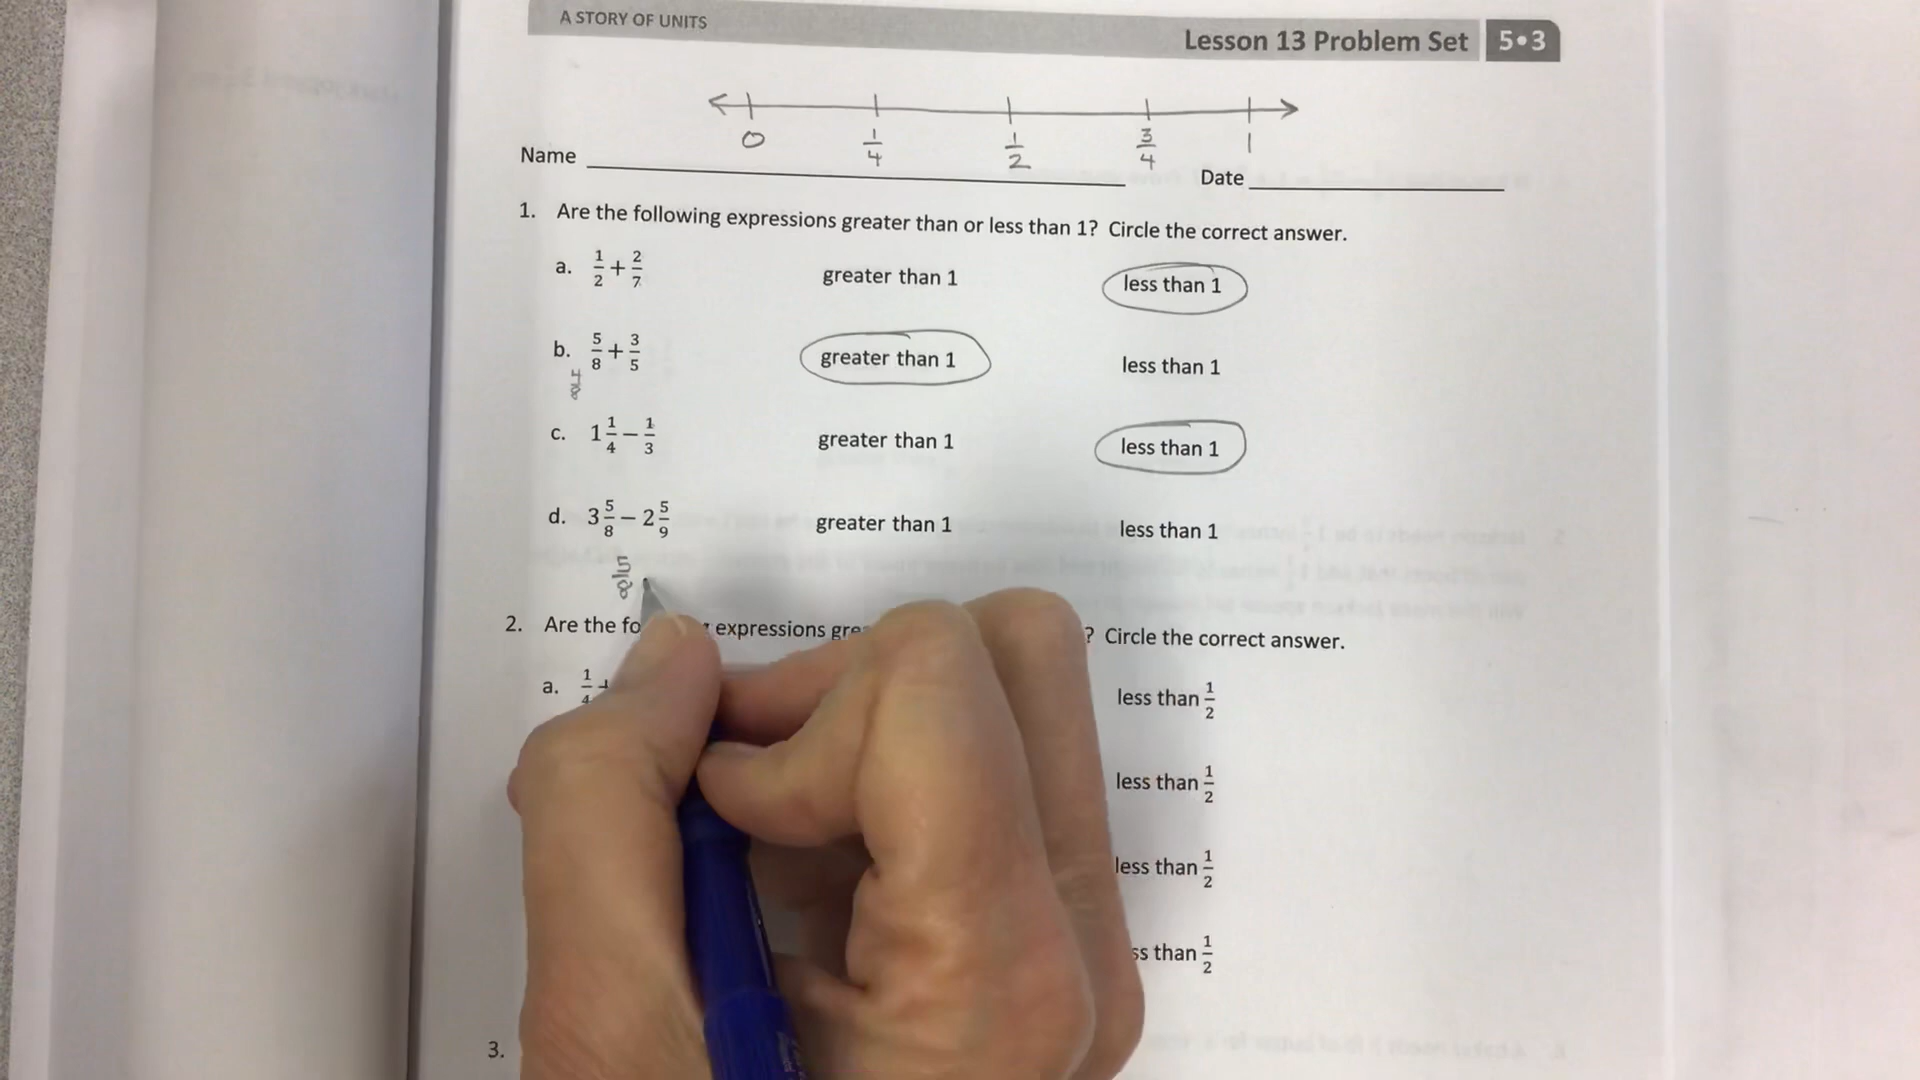 A STORY OF UNITS
Lesson 13 Problem Set 5•3
0 1/4 1/2 3/4 1
Name Date
1. Are the following expressions greater than or less than 1? Circle the correct answer.
a. 1/2 + 2/7 greater than 1 less than 1
b. 5/8 + 3/5 greater than 1 less than 1
4/8
c. 1 1/4 − 1/3 greater than 1 less than 1
d. 3 5/8 − 2 5/9 greater than 1 less than 1
5/8
2. Are the expressions ? Circle the correct answer.
a. 1/4 + less than 1/2
less than 1/2
less than 1/2
than 1/2
3.